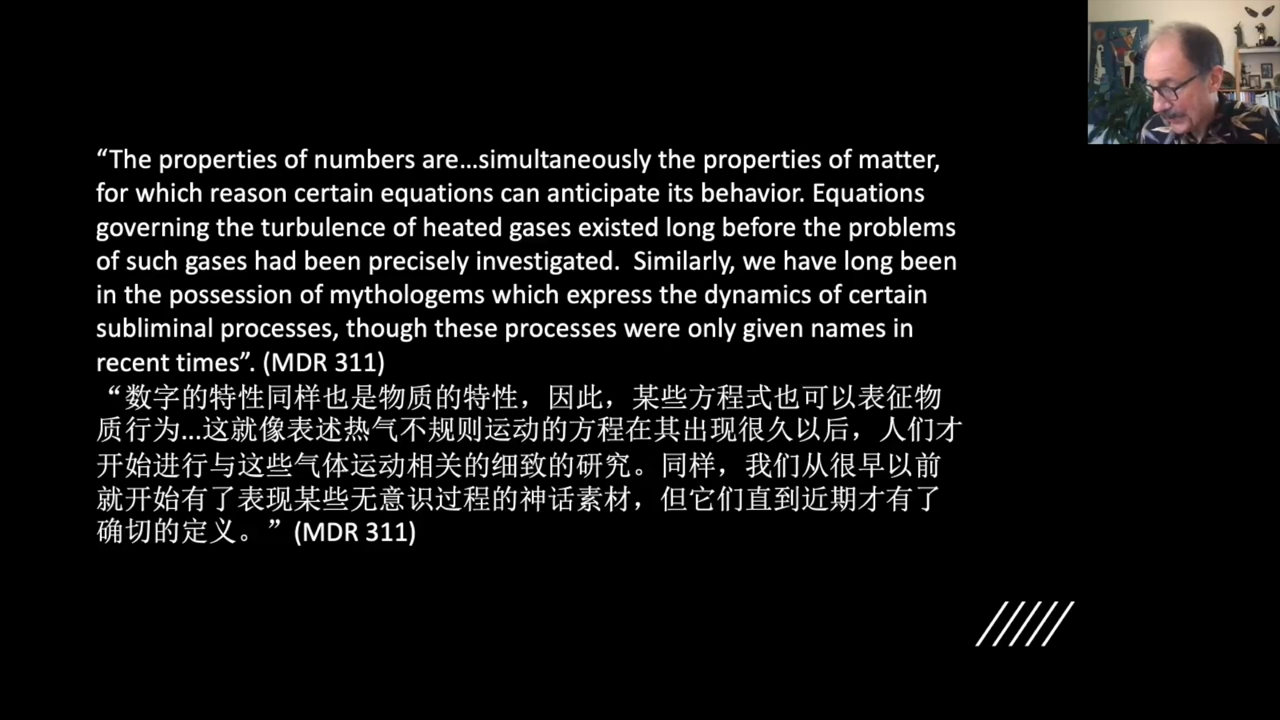 “The properties of numbers are...simultaneously the properties of matter,
for which reason certain equations can anticipate its behavior. Equations
governing the turbulence of heated gases existed long before the problems
of such gases had been precisely investigated.  Similarly, we have long been
in the possession of mythologems which express the dynamics of certain
subliminal processes, though these processes were only given names in
recent times”. (MDR 311)
“数字的特性同样也是物质的特性，因此，某些方程式也可以表征物
质行为...这就像表述热气不规则运动的方程在其出现很久以后，人们才
开始进行与这些气体运动相关的细致的研究。同样，我们从很早以前
就开始有了表现某些无意识过程的神话素材，但它们直到近期才有了
确切的定义。” (MDR 311)